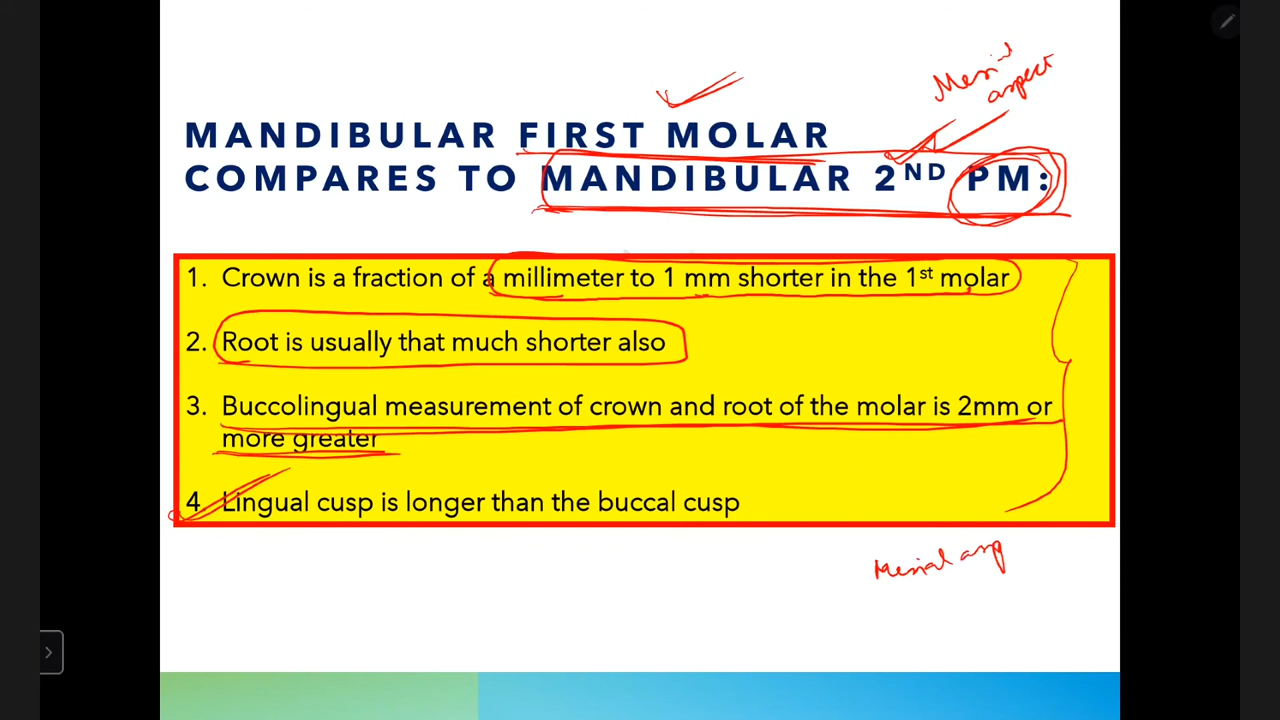 Mesial
aspect
MANDIBULAR FIRST MOLAR
COMPARES TO MANDIBULAR 2ND PM:
1. Crown is a fraction of a millimeter to 1 mm shorter in the 1st molar
2. Root is usually that much shorter also
3. Buccolingual measurement of crown and root of the molar is 2mm or
more greater
4. Lingual cusp is longer than the buccal cusp
Mesial asp